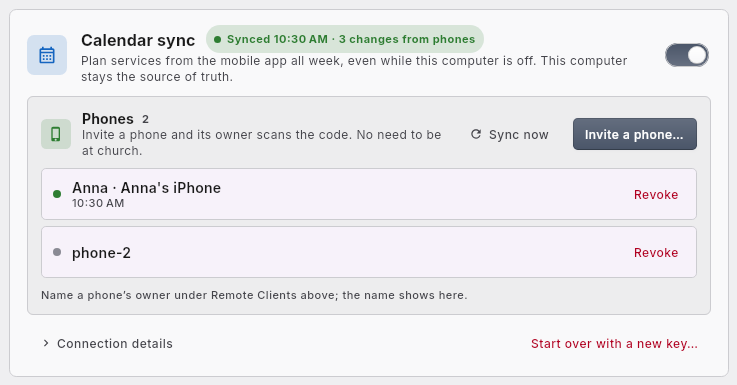 Calendar sync
Synced 10:30 AM · 3 changes from phones
Plan services from the mobile app all week, even while this computer is off. This computer
stays the source of truth.
Phones 2
Invite a phone and its owner scans the code. No need to be
at church.
Sync now
Invite a phone...
Anna · Anna's iPhone
10:30 AM
Revoke
phone-2
Revoke
Name a phone's owner under Remote Clients above; the name shows here.
Connection details
Start over with a new key...